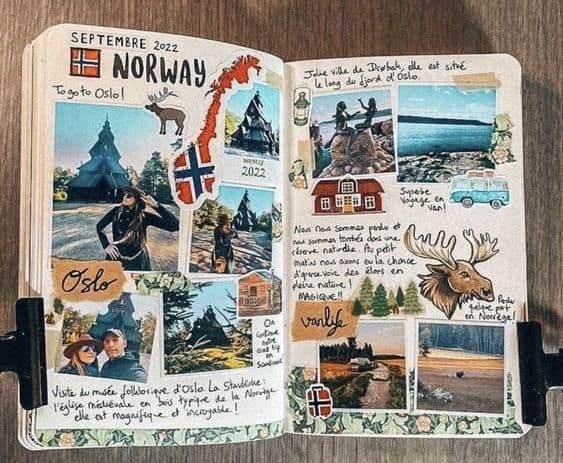 SEPTEMBRE 2022
NORWAY
To go to Oslo!
2022
Oslo
On
continue
notre
road trip
en
Scandinavie!
Visite du musée folklorique d'Oslo. La Stavkirke:
l'église médiévale en bois typique de la Norvège
elle est magnifique et incroyable!
Jolie ville de Drøbak, elle est situé
le long du fjord d'Oslo.
Superbe
voyage en
van!
Nous nous sommes perdu et
nous sommes tombés dans une
réserve naturelle. Au petit
matin nous avons eu la chance
d'apercevoir des élans en
pleine nature!
MAGIQUE!!
Perdu
quelque part
en Norvège!
vanlife